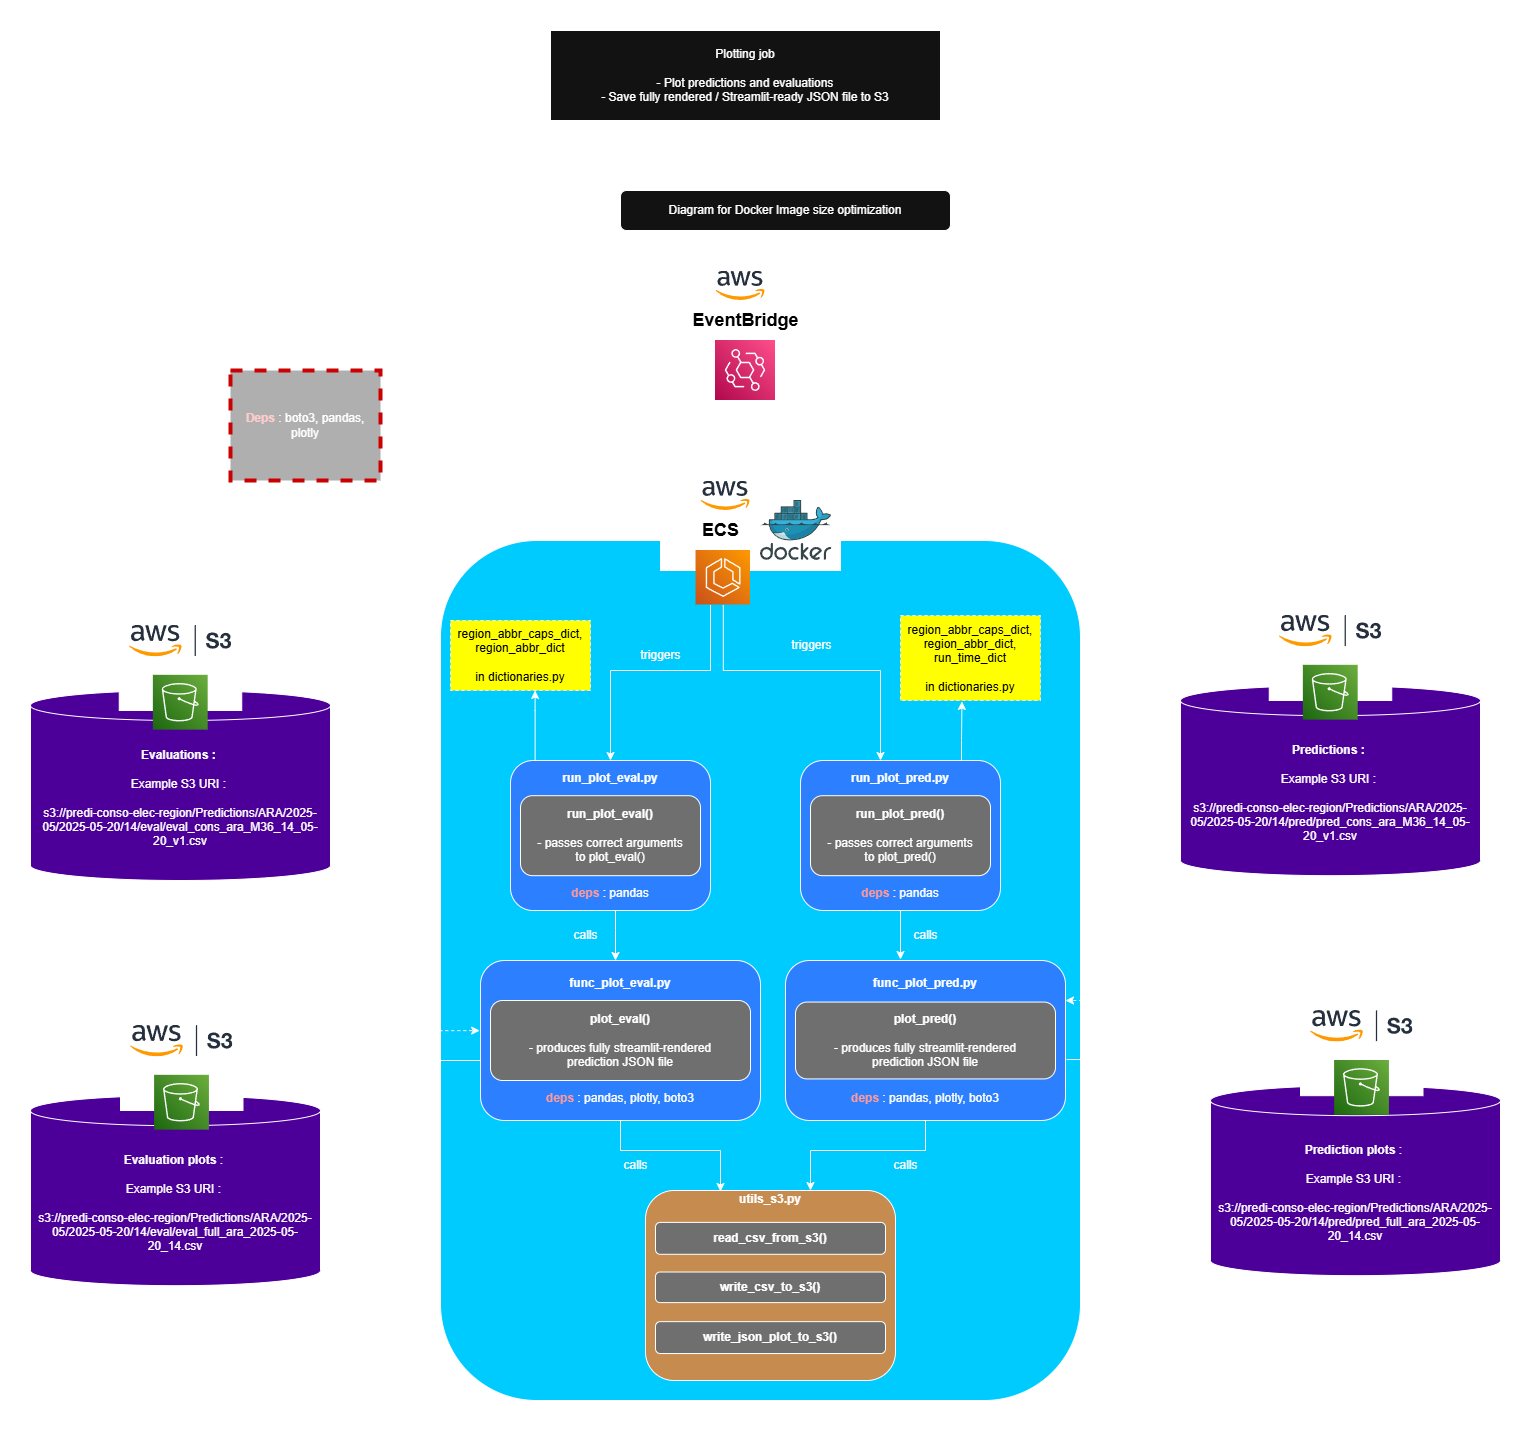 Plotting job
- Plot predictions and evaluations
- Save fully rendered / Streamlit-ready JSON file to S3
Diagram for Docker Image size optimization
aws
EventBridge
Deps : boto3, pandas,
plotly
aws
ECS
docker
region_abbr_caps_dict,
region_abbr_dict
in dictionaries.py
triggers
triggers
region_abbr_caps_dict,
region_abbr_dict,
run_time_dict
in dictionaries.py
aws | S3
Evaluations :
Example S3 URI :
s3://predi-conso-elec-region/Predictions/ARA/2025-
05/2025-05-20/14/eval/eval_cons_ara_M36_14_05-
20_v1.csv
aws | S3
Predictions :
Example S3 URI :
s3://predi-conso-elec-region/Predictions/ARA/2025-
05/2025-05-20/14/pred/pred_cons_ara_M36_14_05-
20_v1.csv
run_plot_eval.py
run_plot_eval()
- passes correct arguments
to plot_eval()
deps : pandas
run_plot_pred.py
run_plot_pred()
- passes correct arguments
to plot_pred()
deps : pandas
calls
calls
func_plot_eval.py
plot_eval()
- produces fully streamlit-rendered
prediction JSON file
deps : pandas, plotly, boto3
func_plot_pred.py
plot_pred()
- produces fully streamlit-rendered
prediction JSON file
deps : pandas, plotly, boto3
aws | S3
Evaluation plots :
Example S3 URI :
s3://predi-conso-elec-region/Predictions/ARA/2025-
05/2025-05-20/14/eval/eval_full_ara_2025-05-
20_14.csv
aws | S3
Prediction plots :
Example S3 URI :
s3://predi-conso-elec-region/Predictions/ARA/2025-
05/2025-05-20/14/pred/pred_full_ara_2025-05-
20_14.csv
calls
calls
utils_s3.py
read_csv_from_s3()
write_csv_to_s3()
write_json_plot_to_s3()